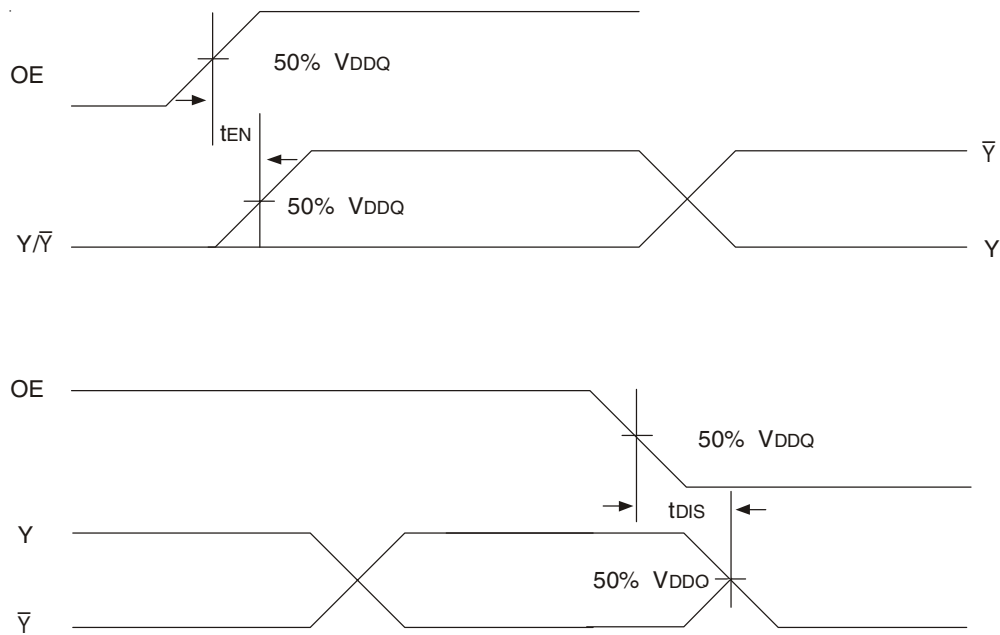 OE
50% VDDQ
tEN
Y̅
50% VDDQ
Y/Y̅
Y
OE
50% VDDQ
tDIS
Y
50% VDDQ
Y̅